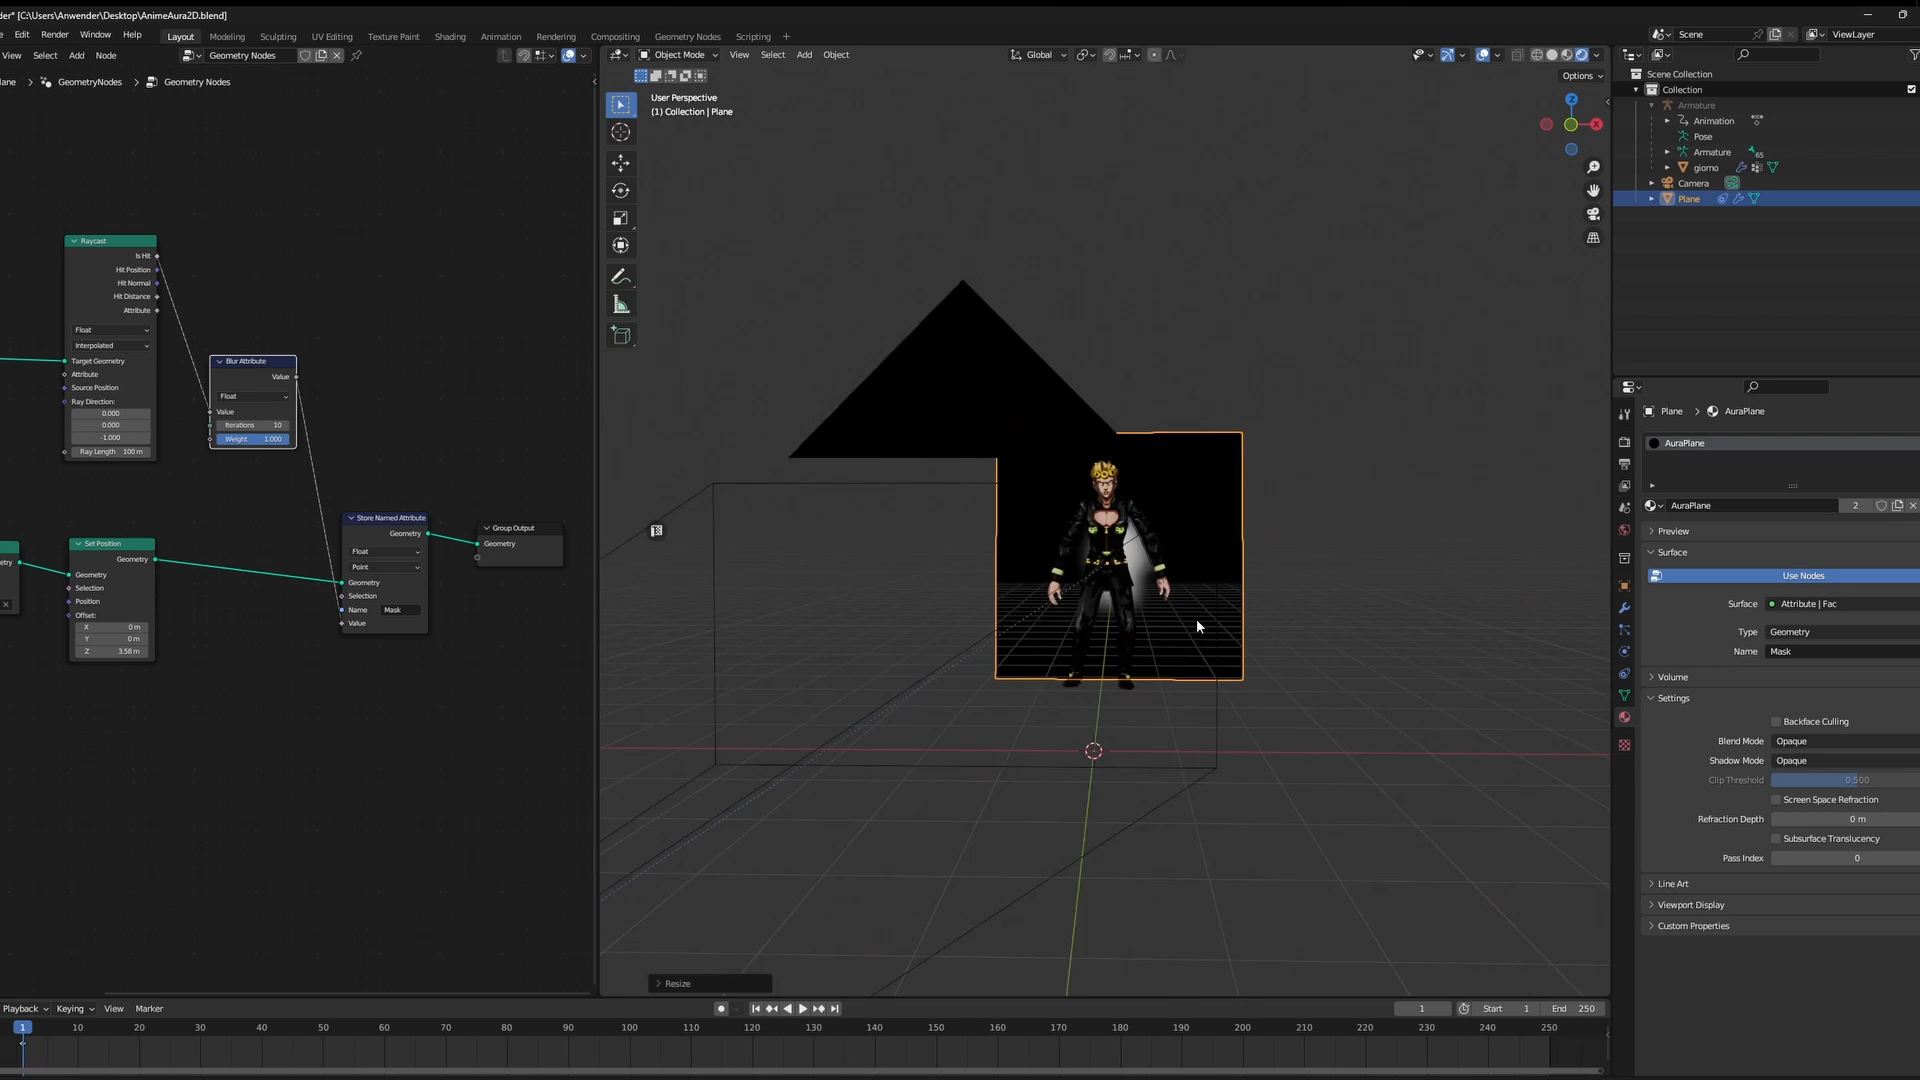 der* [C:\Users\Anwender\Desktop\AnimeAura2D.blend]
Edit Render Window Help Layout Modeling Sculpting UV Editing Texture Paint Shading Animation Rendering Compositing Geometry Nodes Scripting + Scene ViewLayer
View Select Add Node Geometry Nodes Object Mode View Select Add Object Global
Options
GeometryNodes > Geometry Nodes
User Perspective
(1) Collection | Plane
Z
X
Scene Collection
Collection
Armature
Animation
Pose
Armature 65
giorno
Camera
Plane
Raycast
Is Hit
Hit Position
Hit Normal
Hit Distance
Attribute
Float
Interpolated
Target Geometry
Attribute
Source Position
Ray Direction:
0.000
0.000
-1.000
Ray Length 100 m
Blur Attribute
Value
Float
Value
Iterations 10
Weight 1.000
Store Named Attribute
Geometry
Float
Point
Geometry
Selection
Name Mask
Value
Group Output
Geometry
Set Position
Geometry
Geometry
Selection
Position
Offset:
X 0 m
Y 0 m
Z 3.58 m
Plane > AuraPlane
AuraPlane
AuraPlane 2
Preview
Surface
Use Nodes
Surface Attribute | Fac
Type Geometry
Name Mask
Volume
Settings
Backface Culling
Blend Mode Opaque
Shadow Mode Opaque
Clip Threshold 0.500
Screen Space Refraction
Refraction Depth 0 m
Subsurface Translucency
Pass Index 0
Line Art
Viewport Display
Custom Properties
Resize
Playback Keying View Marker 1 Start 1 End 250
1 10 20 30 40 50 60 70 80 90 100 110 120 130 140 150 160 170 180 190 200 210 220 230 240 250